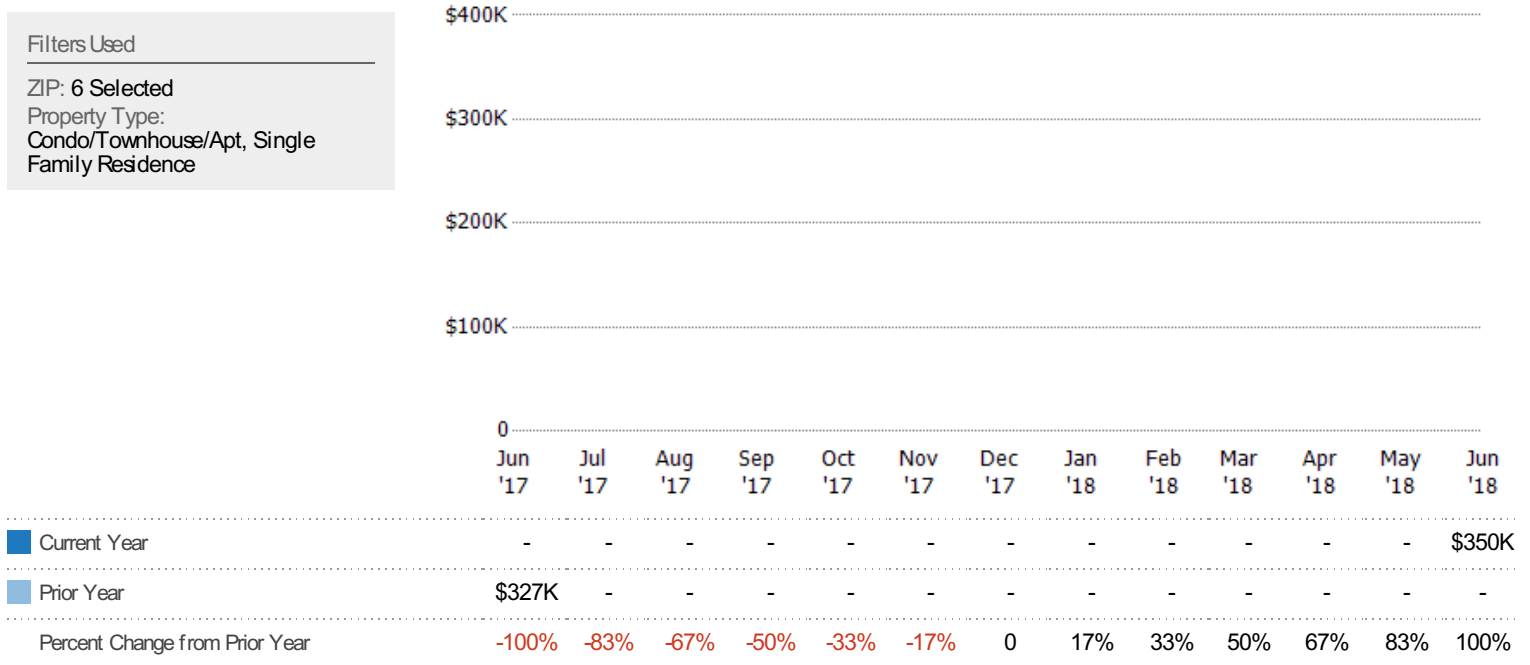 Filters Used
ZIP: 6 Selected
Property Type:
Condo/Townhouse/Apt, Single
Family Residence
$400K
$300K
$200K
$100K
0
Jun Jul Aug Sep Oct Nov Dec Jan Feb Mar Apr May Jun
'17 '17 '17 '17 '17 '17 '17 '18 '18 '18 '18 '18 '18
Current Year - - - - - - - - - - - - $350K
Prior Year $327K - - - - - - - - - - - -
Percent Change from Prior Year -100% -83% -67% -50% -33% -17% 0 17% 33% 50% 67% 83% 100%